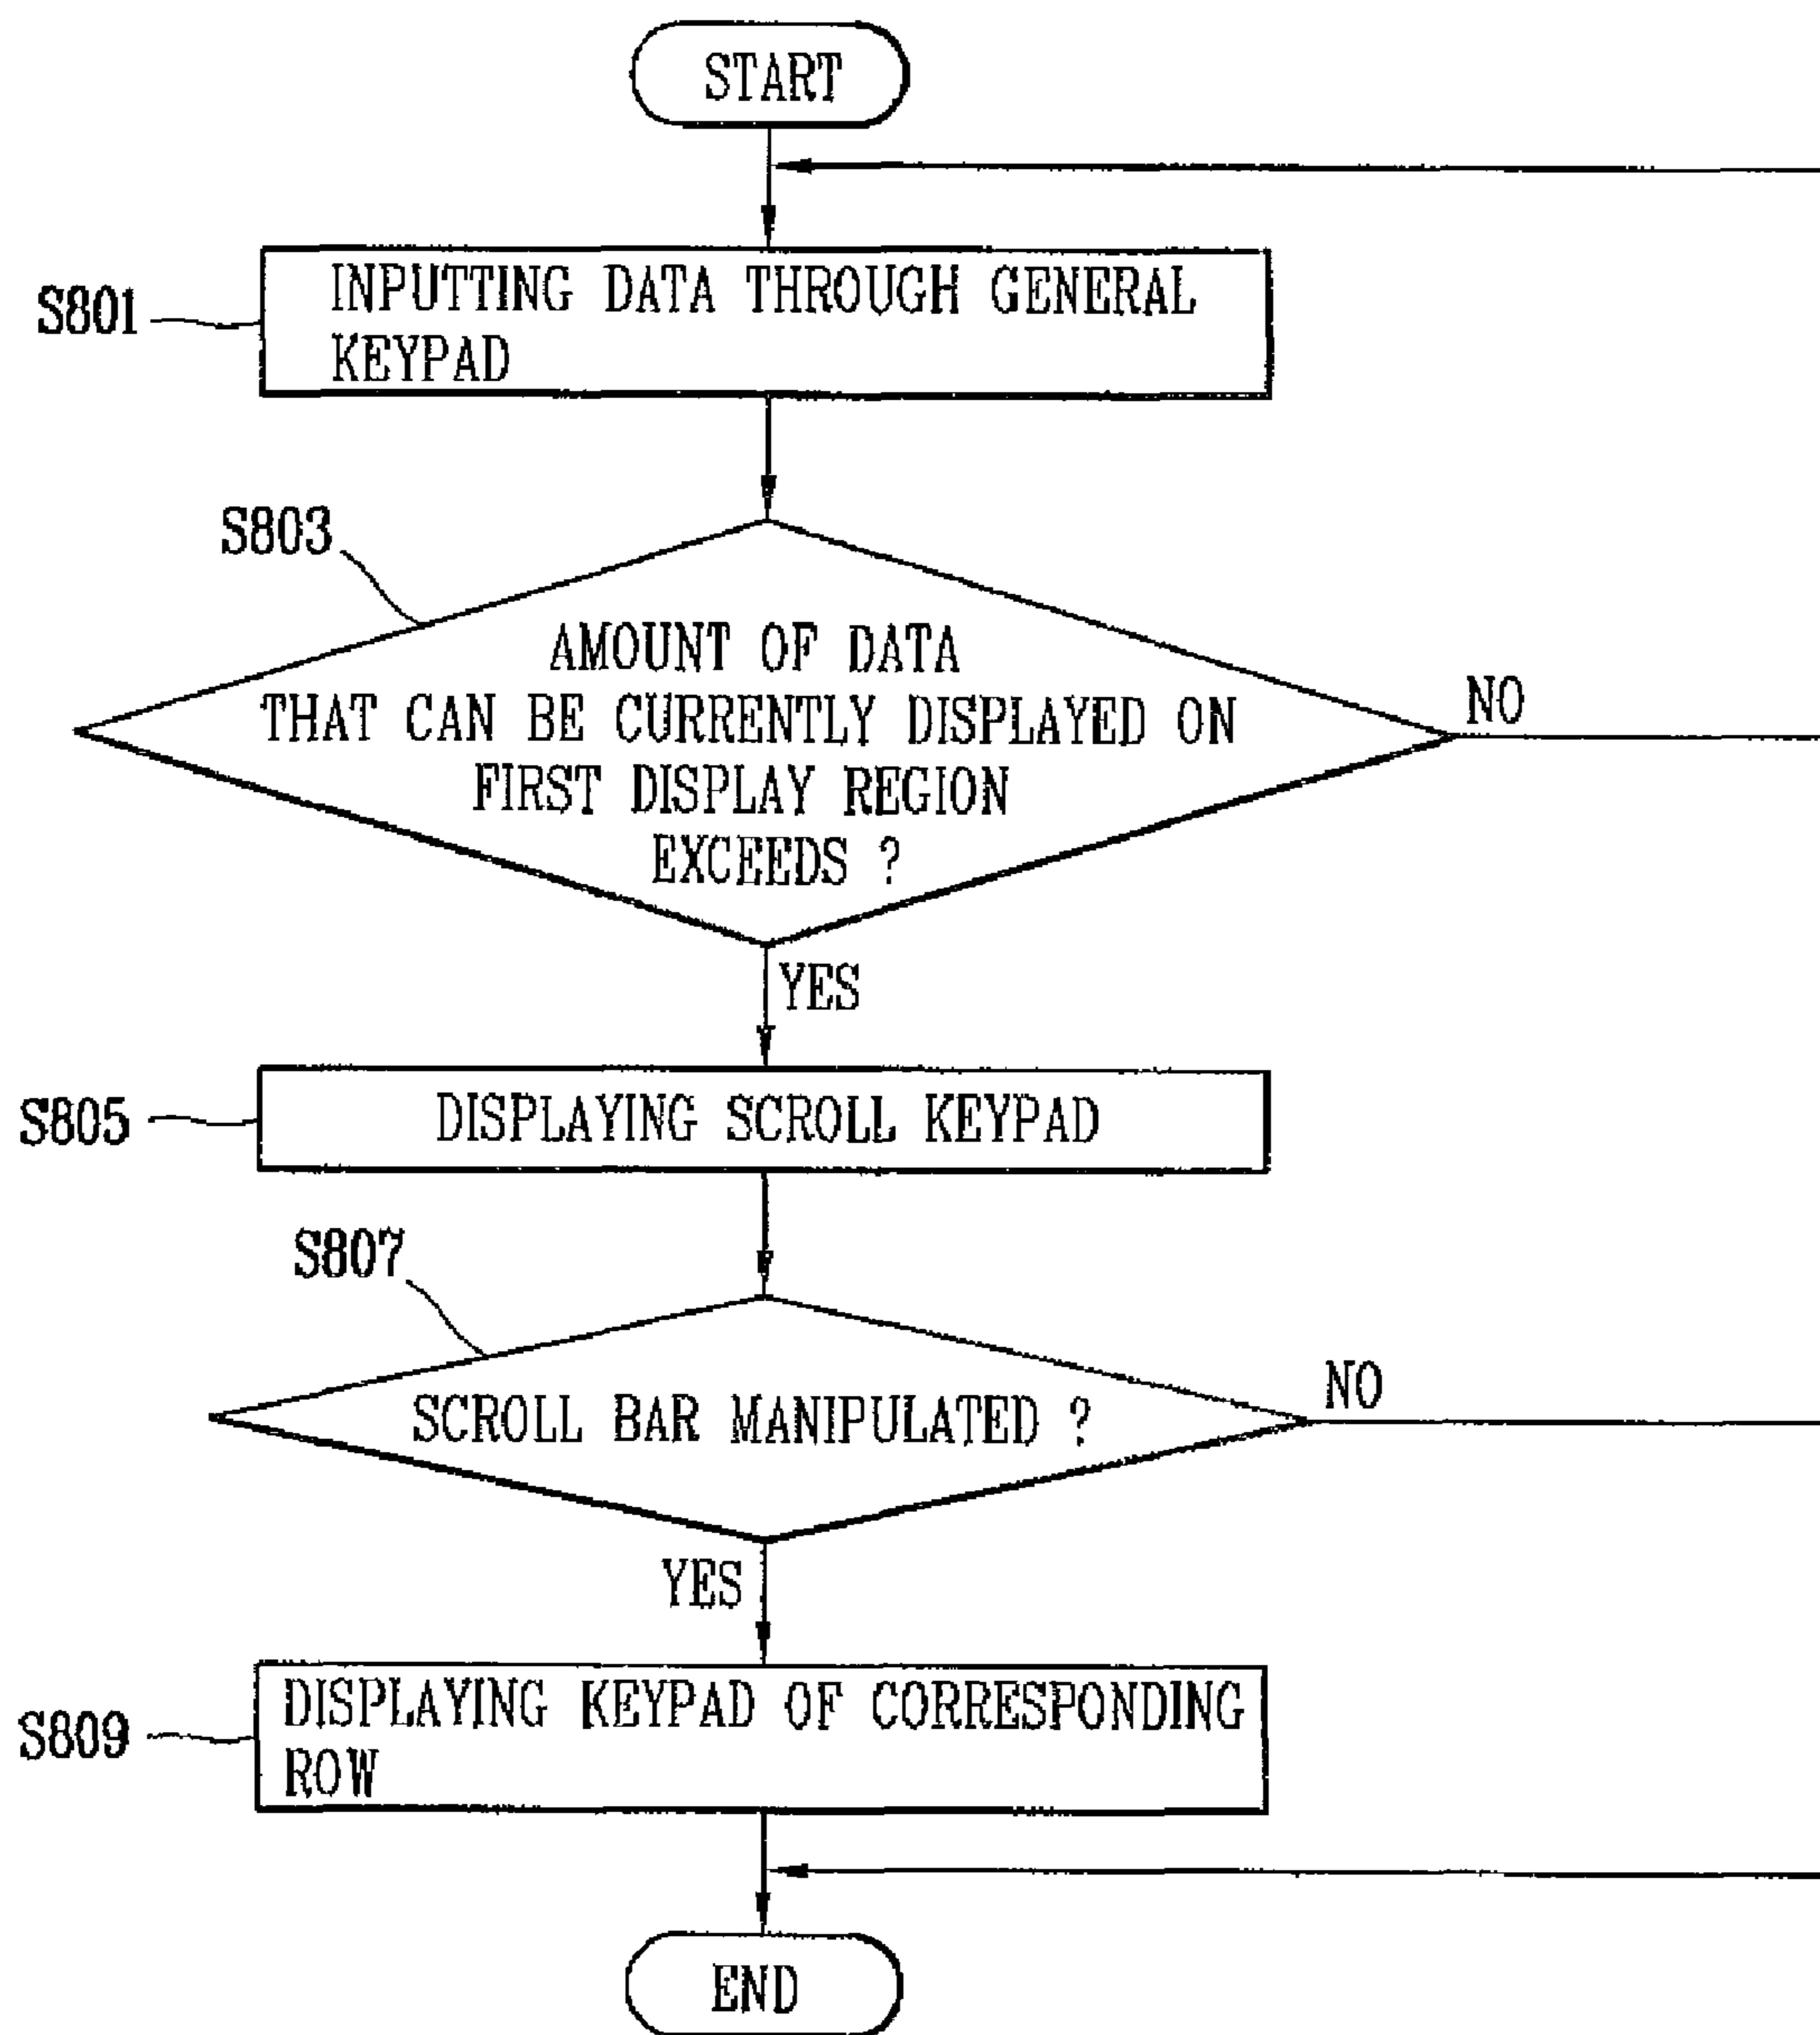 START
S801
INPUTTING DATA THROUGH GENERAL
KEYPAD
S803
AMOUNT OF DATA
THAT CAN BE CURRENTLY DISPLAYED ON
FIRST DISPLAY REGION
EXCEEDS ?
NO
YES
S805
DISPLAYING SCROLL KEYPAD
S807
SCROLL BAR MANIPULATED ?
NO
YES
S809
DISPLAYING KEYPAD OF CORRESPONDING
ROW
END